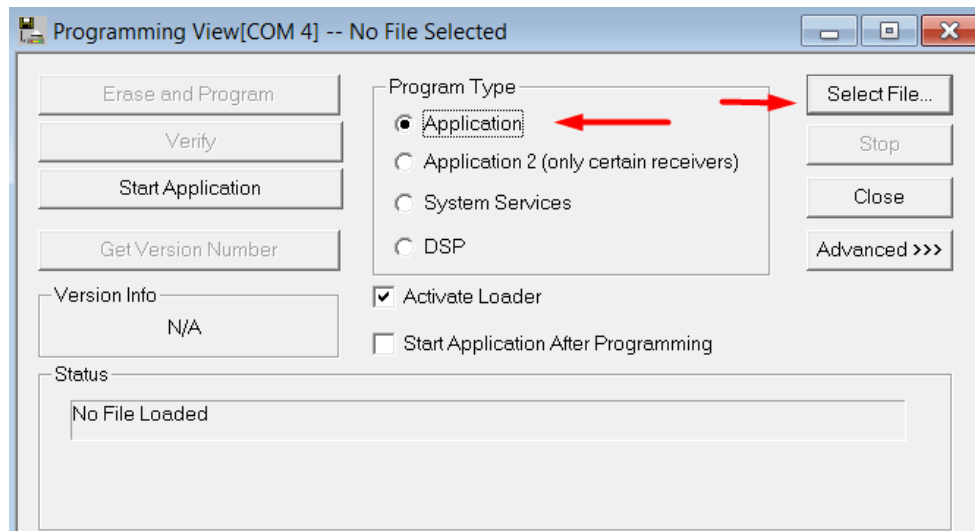 Programming View[COM 4] -- No File Selected
Erase and Program
Verify
Start Application
Get Version Number
Version Info
N/A
Program Type
Application
Application 2 (only certain receivers)
System Services
DSP
Activate Loader
Start Application After Programming
Select File...
Stop
Close
Advanced >>>
Status
No File Loaded